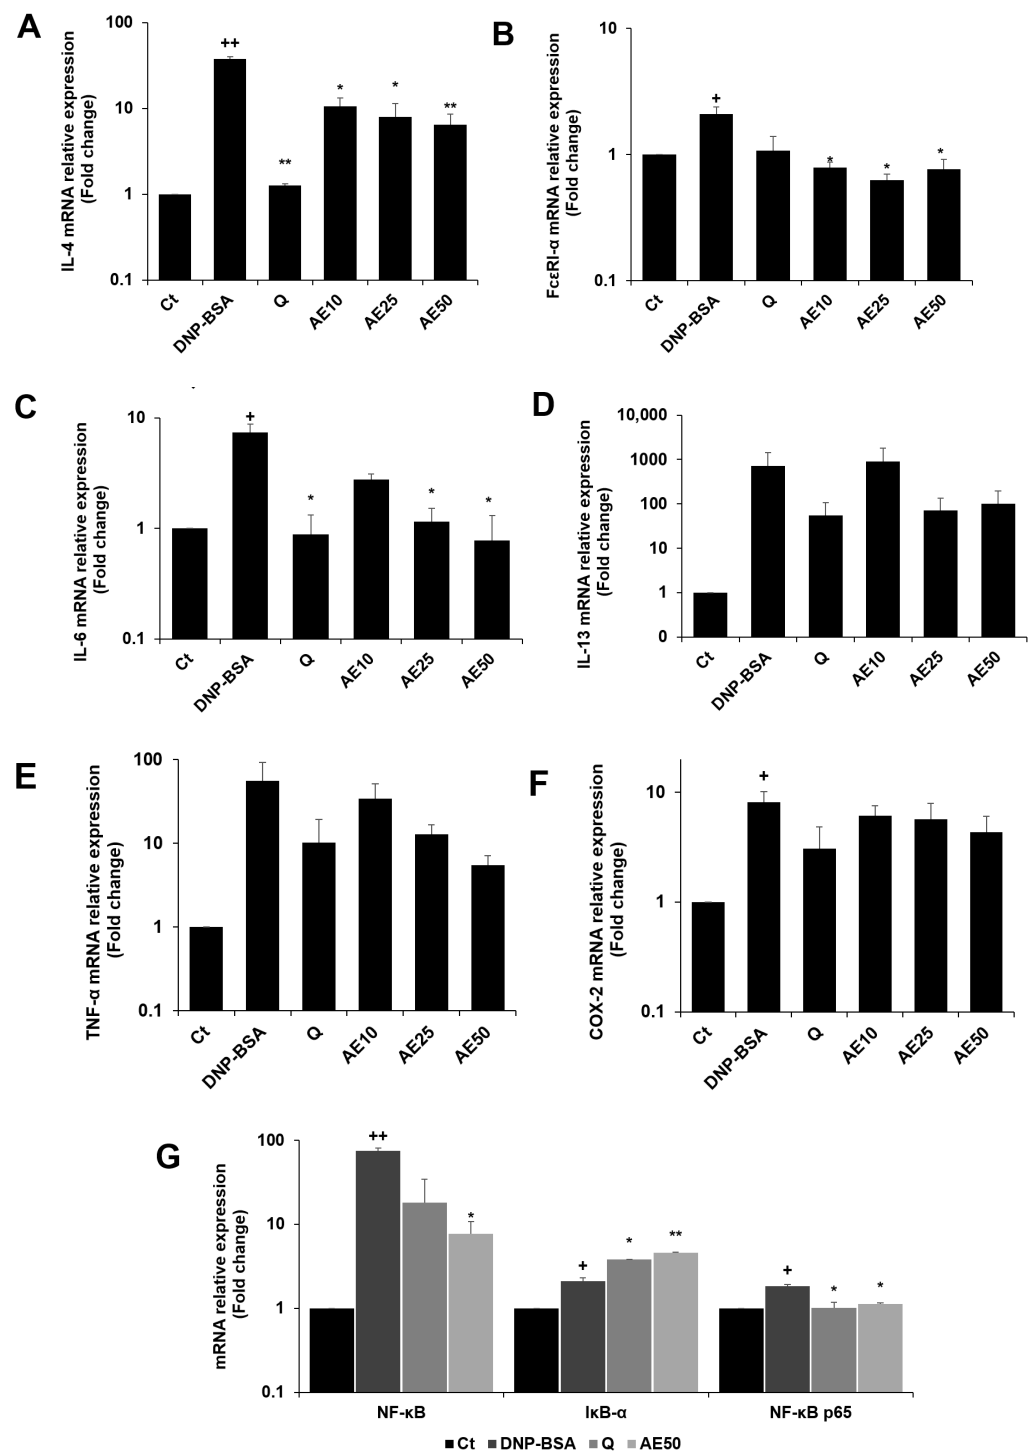 A
IL-4 mRNA relative expression
(Fold change)
100
10
1
0.1
++
**
*
*
**
Ct
DNP-BSA
Q
AE10
AE25
AE50
B
FcεRI-α mRNA relative expression
(Fold change)
10
1
0.1
+
*
*
*
Ct
DNP-BSA
Q
AE10
AE25
AE50
C
IL-6 mRNA relative expression
(Fold change)
10
1
0.1
+
*
*
*
Ct
DNP-BSA
Q
AE10
AE25
AE50
D
IL-13 mRNA relative expression
(Fold change)
10,000
1000
100
10
1
0
Ct
DNP-BSA
Q
AE10
AE25
AE50
E
TNF-α mRNA relative expression
(Fold change)
100
10
1
0.1
Ct
DNP-BSA
Q
AE10
AE25
AE50
F
COX-2 mRNA relative expression
(Fold change)
10
1
0.1
+
Ct
DNP-BSA
Q
AE10
AE25
AE50
G
mRNA relative expression
(Fold change)
100
10
1
0.1
++
*
+
*
**
+
*
*
NF-κB
IκB-α
NF-κB p65
Ct DNP-BSA Q AE50